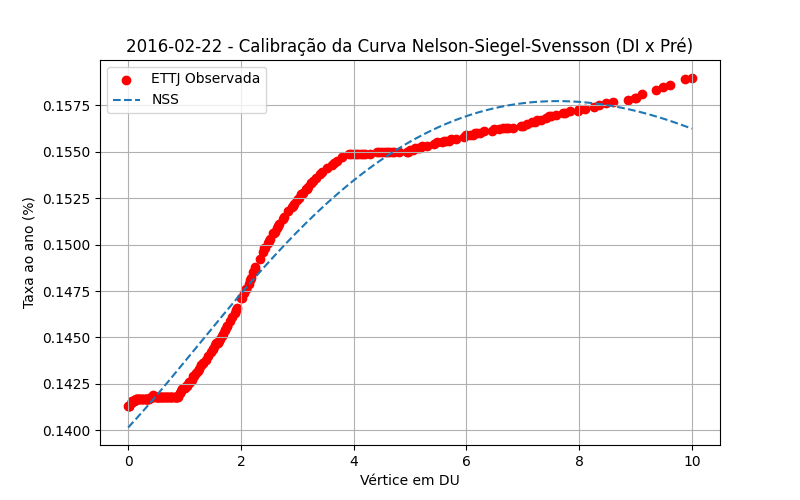 2016-02-22 - Calibração da Curva Nelson-Siegel-Svensson (DI x Pré)
ETTJ Observada
NSS
Taxa ao ano (%)
0.1575
0.1550
0.1525
0.1500
0.1475
0.1450
0.1425
0.1400
0 2 4 6 8 10
Vértice em DU